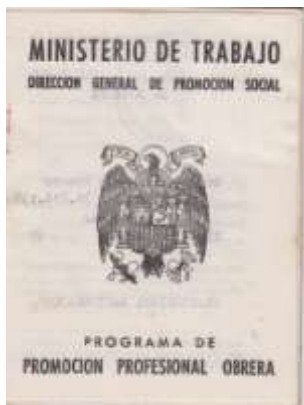 MINISTERIO DE TRABAJO
DIRECCION GENERAL DE PROMOCION SOCIAL
PROGRAMA DE
PROMOCION PROFESIONAL OBRERA